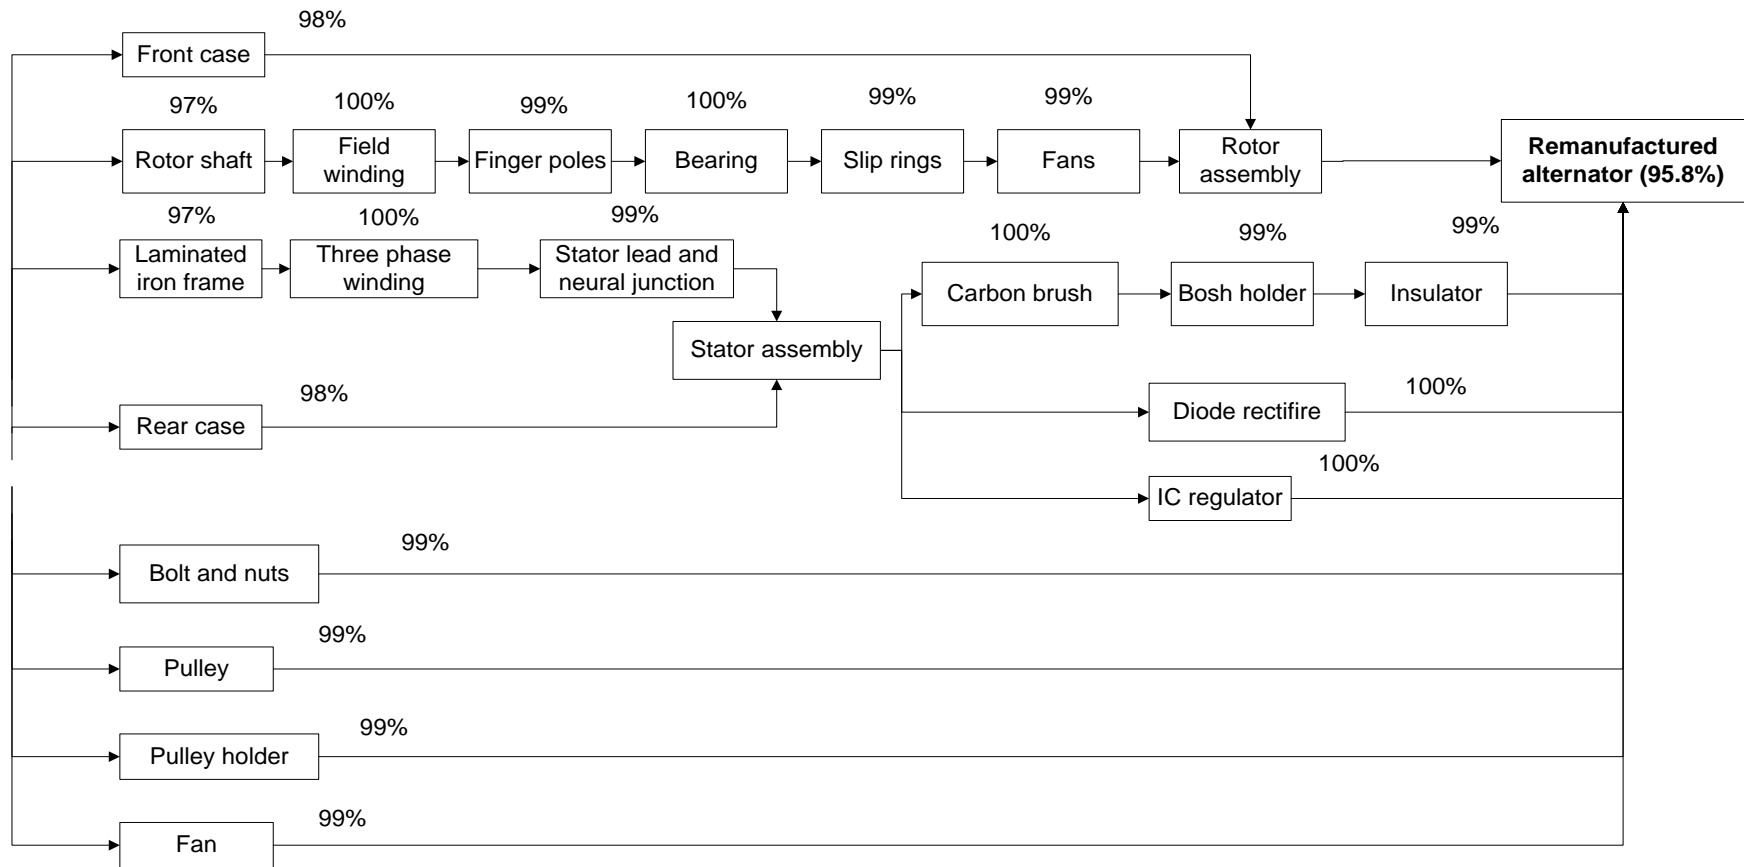 98%
Front case
97%
100%
99%
100%
99%
99%
Rotor shaft
Field
winding
Finger poles
Bearing
Slip rings
Fans
Rotor
assembly
Remanufactured
alternator (95.8%)
97%
100%
99%
Laminated
iron frame
Three phase
winding
Stator lead and
neural junction
100%
99%
99%
Carbon brush
Bosh holder
Insulator
Stator assembly
98%
Rear case
100%
Diode rectifire
100%
IC regulator
99%
Bolt and nuts
99%
Pulley
99%
Pulley holder
99%
Fan